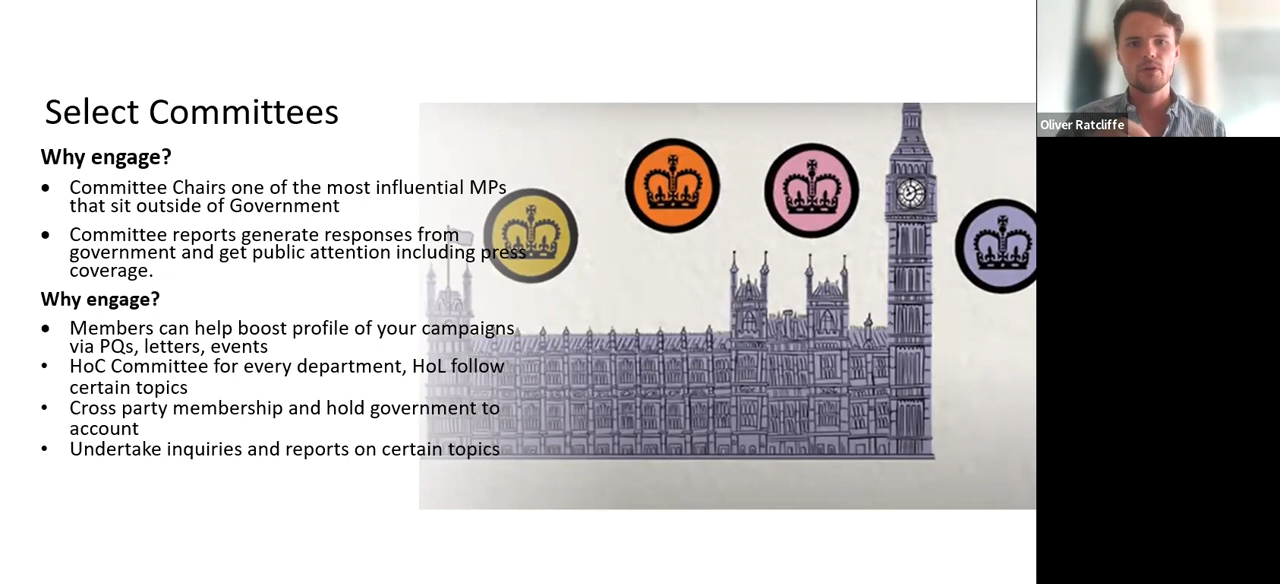 Select Committees
Why engage?
• Committee Chairs one of the most influential MPs
that sit outside of Government
• Committee reports generate responses from
government and get public attention including press
coverage.
Why engage?
• Members can help boost profile of your campaigns
via PQs, letters, events
• HoC Committee for every department, HoL follow
certain topics
• Cross party membership and hold government to
account
• Undertake inquiries and reports on certain topics
Oliver Ratcliffe